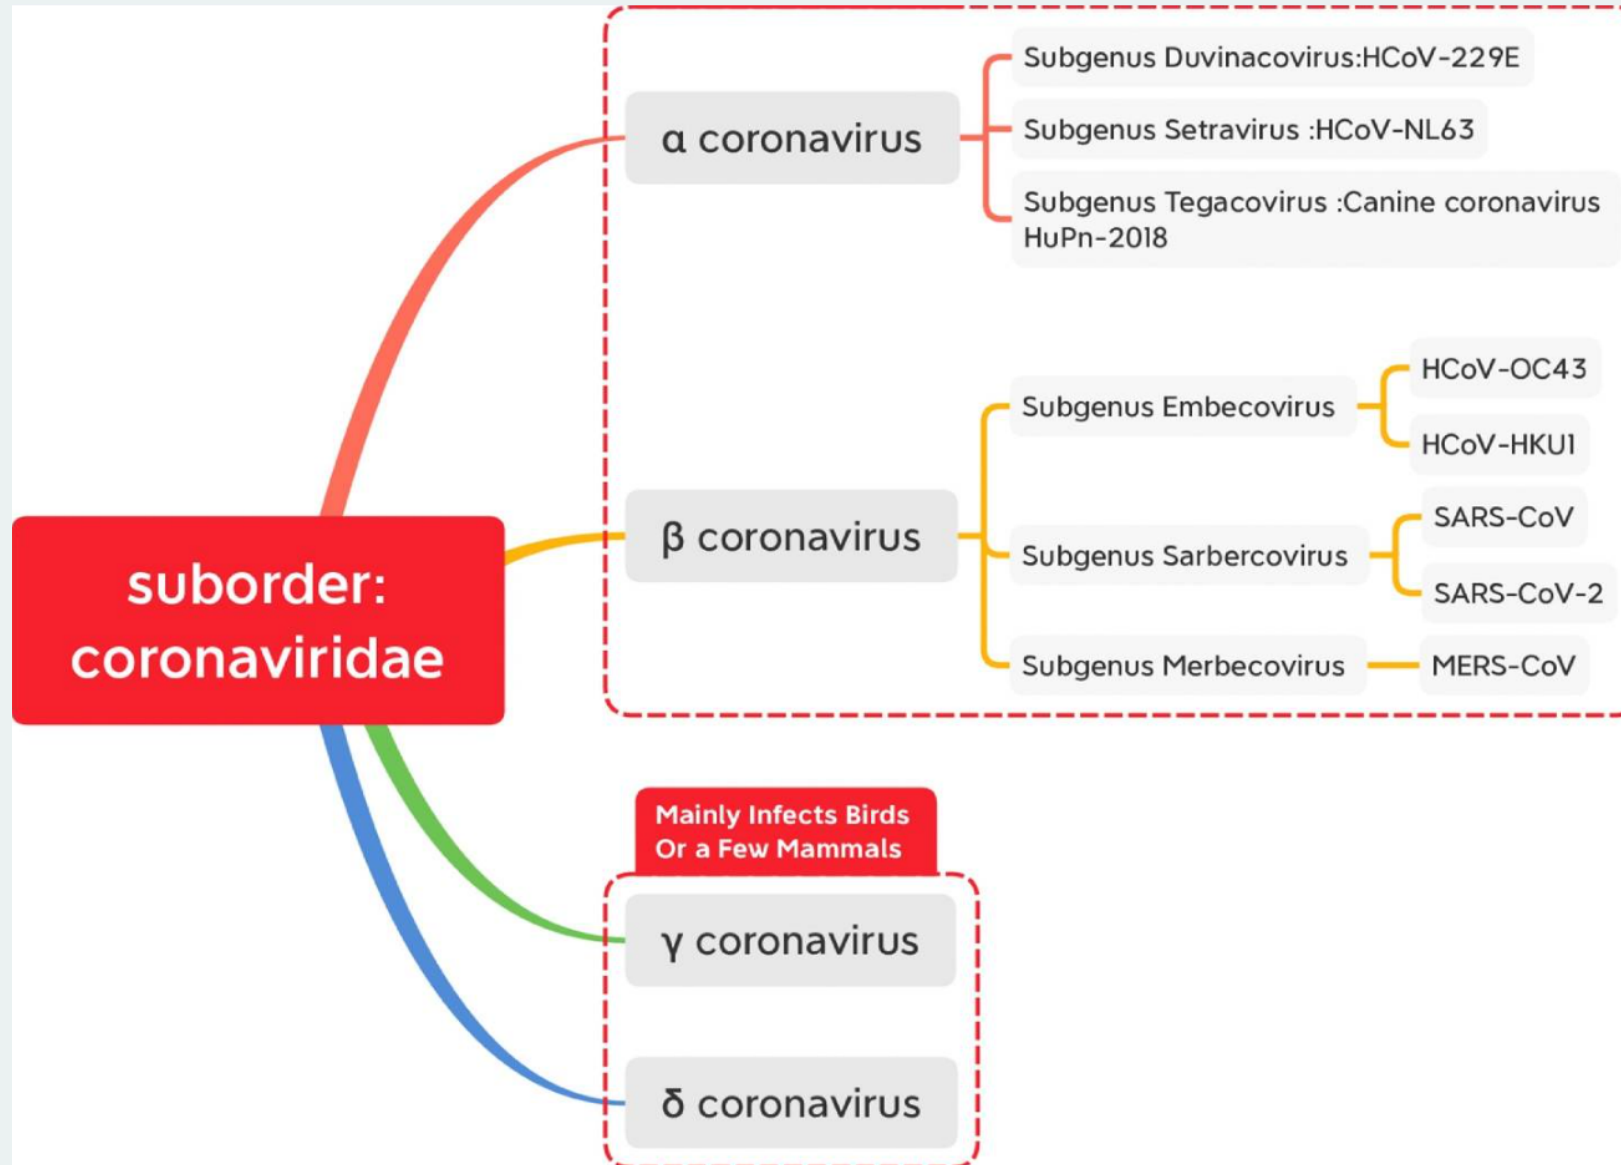 suborder:
coronaviridae
α coronavirus
Subgenus Duvinacovirus:HCoV-229E
Subgenus Setravirus :HCoV-NL63
Subgenus Tegacovirus :Canine coronavirus
HuPn-2018
β coronavirus
Subgenus Embecovirus
HCoV-OC43
HCoV-HKU1
Subgenus Sarbercovirus
SARS-CoV
SARS-CoV-2
Subgenus Merbecovirus
MERS-CoV
Mainly Infects Birds
Or a Few Mammals
γ coronavirus
δ coronavirus